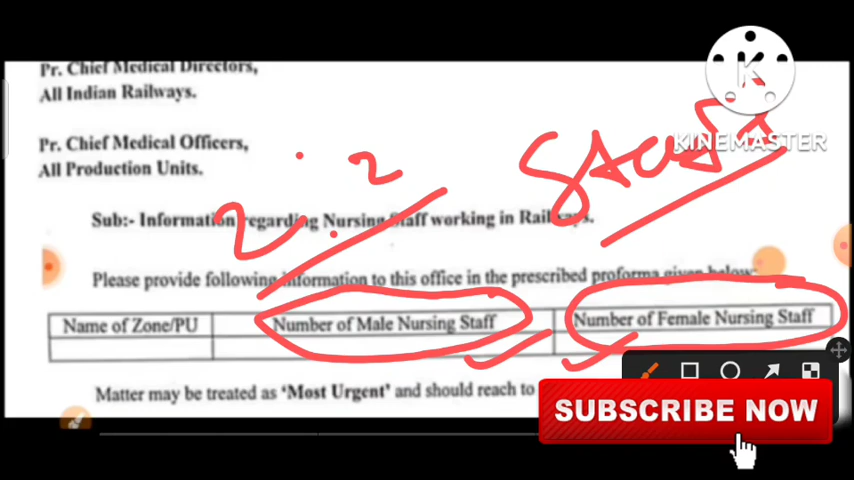 Pr. Chief Medical Directors,
All Indian Railways.
Pr. Chief Medical Officers,
All Production Units.
Sub:- Information regarding Nursing Staff working in Railways.
Please provide following information to this office in the prescribed proforma given below:
Name of Zone/PU
Number of Male Nursing Staff
Number of Female Nursing Staff
Matter may be treated as 'Most Urgent' and should reach to
Staff
K
KINEMASTER
SUBSCRIBE NOW